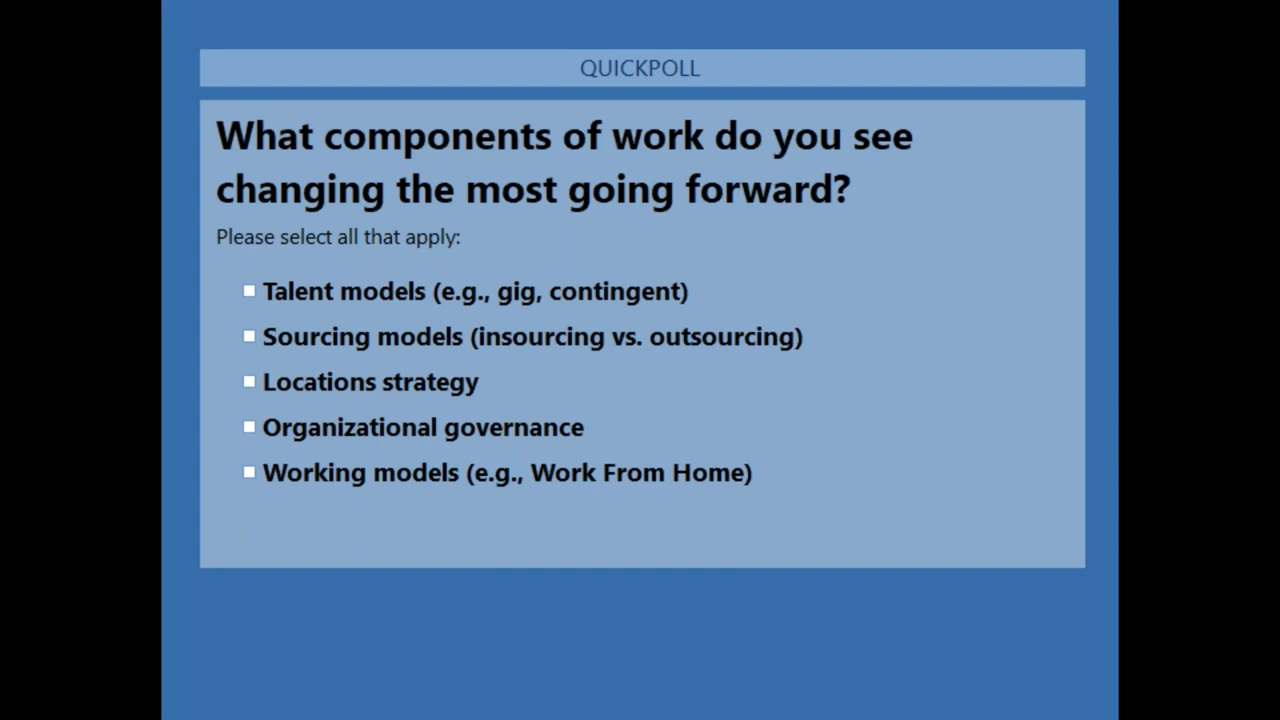 QUICKPOLL
What components of work do you see
changing the most going forward?
Please select all that apply:
Talent models (e.g., gig, contingent)
Sourcing models (insourcing vs. outsourcing)
Locations strategy
Organizational governance
Working models (e.g., Work From Home)